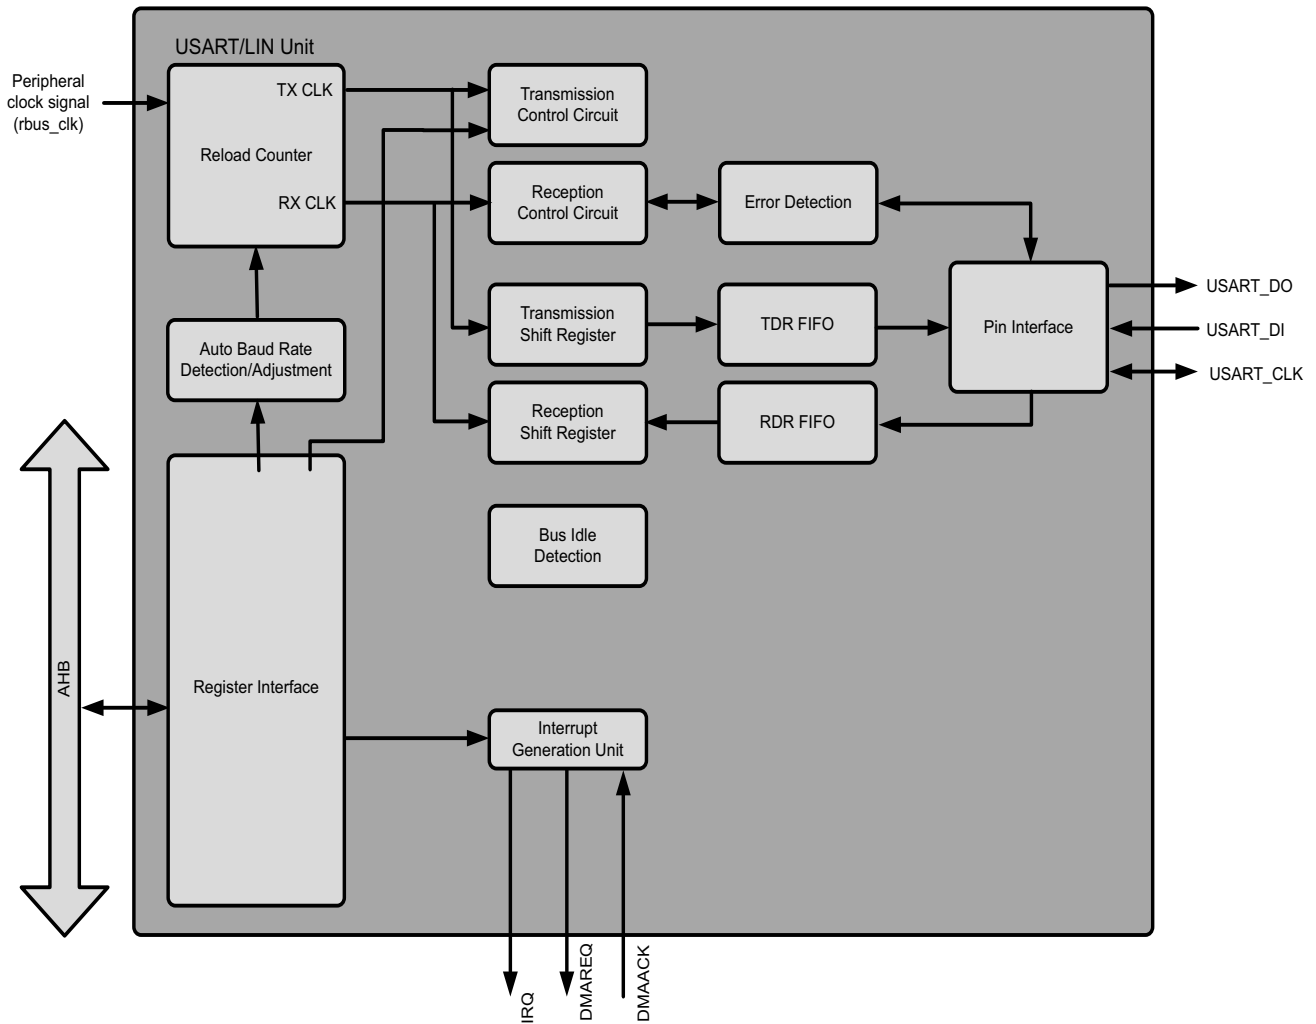 USART/LIN Unit
Peripheral
clock signal
(rbus_clk)
TX CLK
Reload Counter
RX CLK
Transmission
Control Circuit
Reception
Control Circuit
Error Detection
Auto Baud Rate
Detection/Adjustment
Transmission
Shift Register
TDR FIFO
Pin Interface
USART_DO
USART_DI
USART_CLK
Reception
Shift Register
RDR FIFO
Bus Idle
Detection
AHB
Register Interface
Interrupt
Generation Unit
IRQ
DMAREQ
DMAACK